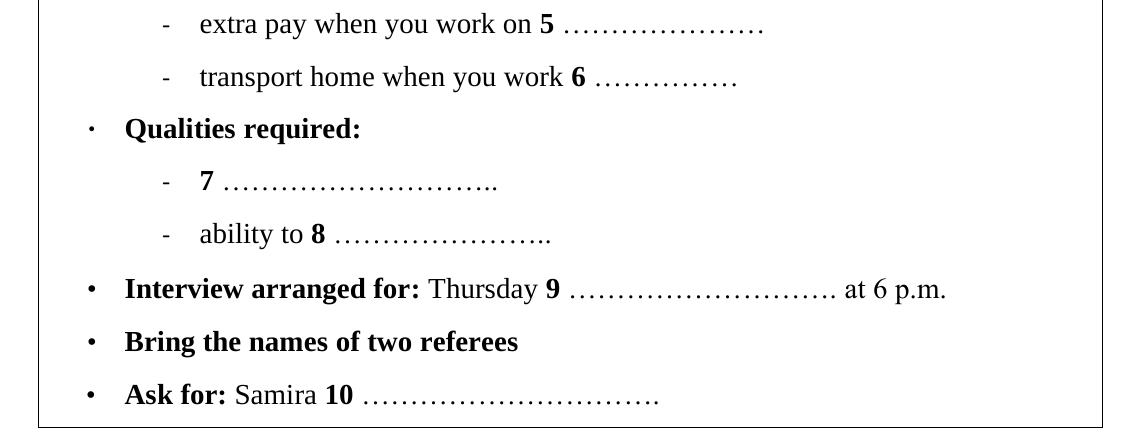 - extra pay when you work on 5 …………………
- transport home when you work 6 ……………
• Qualities required:
- 7 ………………………..
- ability to 8 …………………..
• Interview arranged for: Thursday 9 ………………………. at 6 p.m.
• Bring the names of two referees
• Ask for: Samira 10 ………………………….